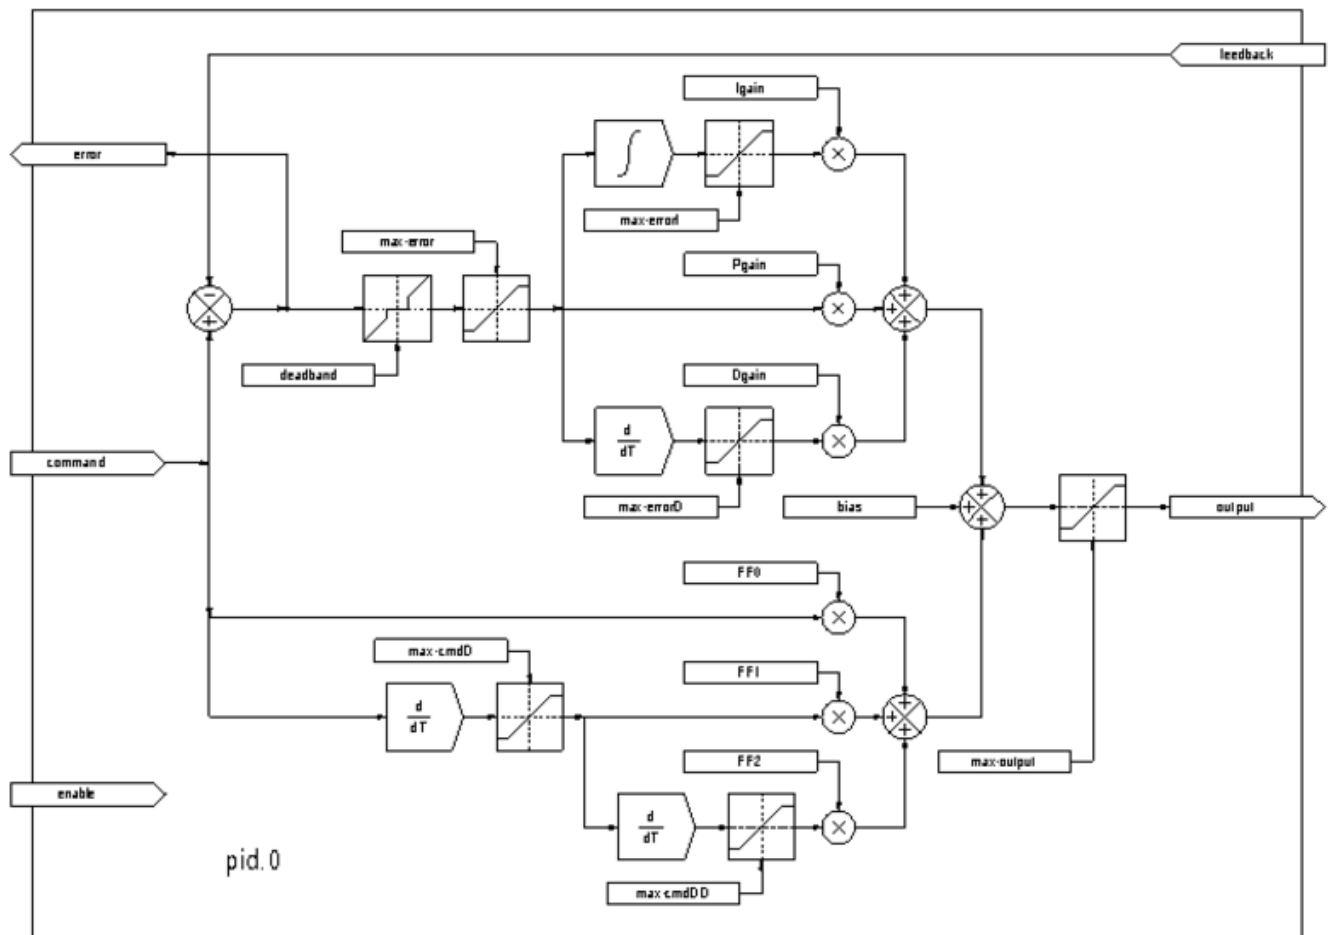 feedback
Igain
error
max-errorI
max-error
Pgain
deadband
Dgain
d
dT
command
max-errorD
bias
output
FF0
max-cmdD
FF1
d
dT
FF2
max-output
enable
d
dT
pid.0
max-cmdDD